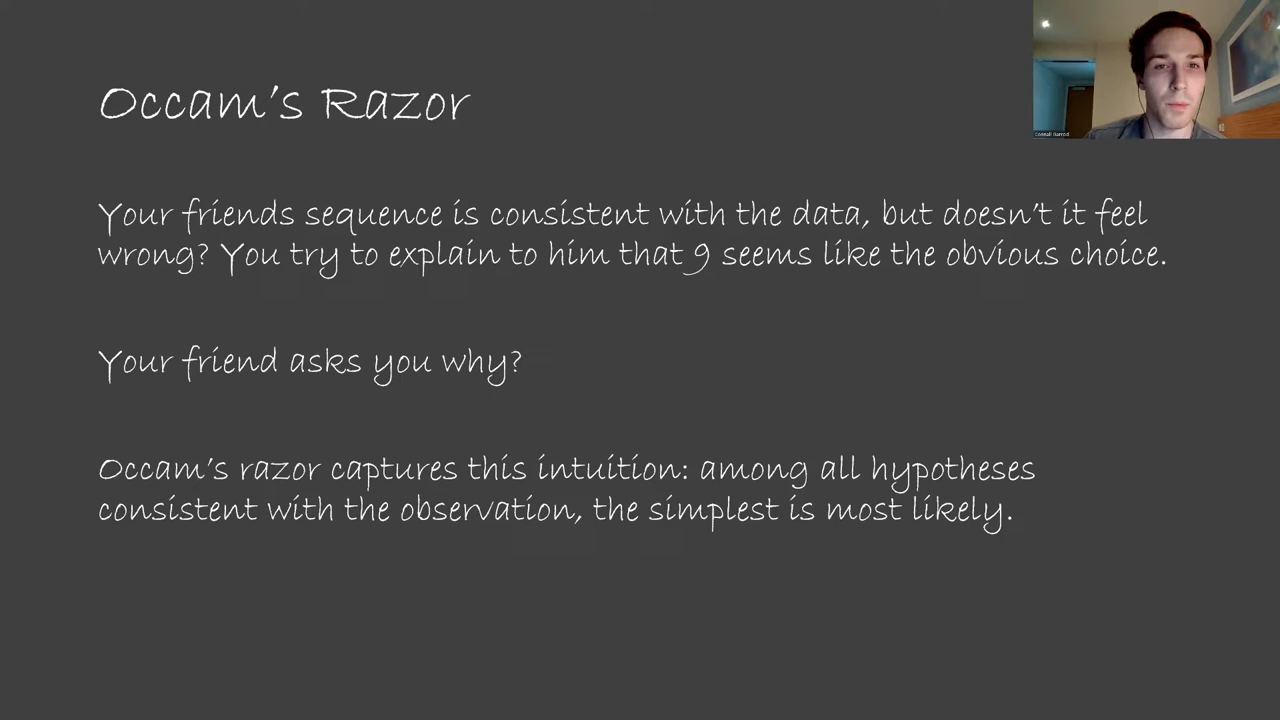 Occam's Razor
Your friends sequence is consistent with the data, but doesn't it feel
wrong? You try to explain to him that 9 seems like the obvious choice.
Your friend asks you why?
Occam's razor captures this intuition: among all hypotheses
consistent with the observation, the simplest is most likely.
Connall Garrod